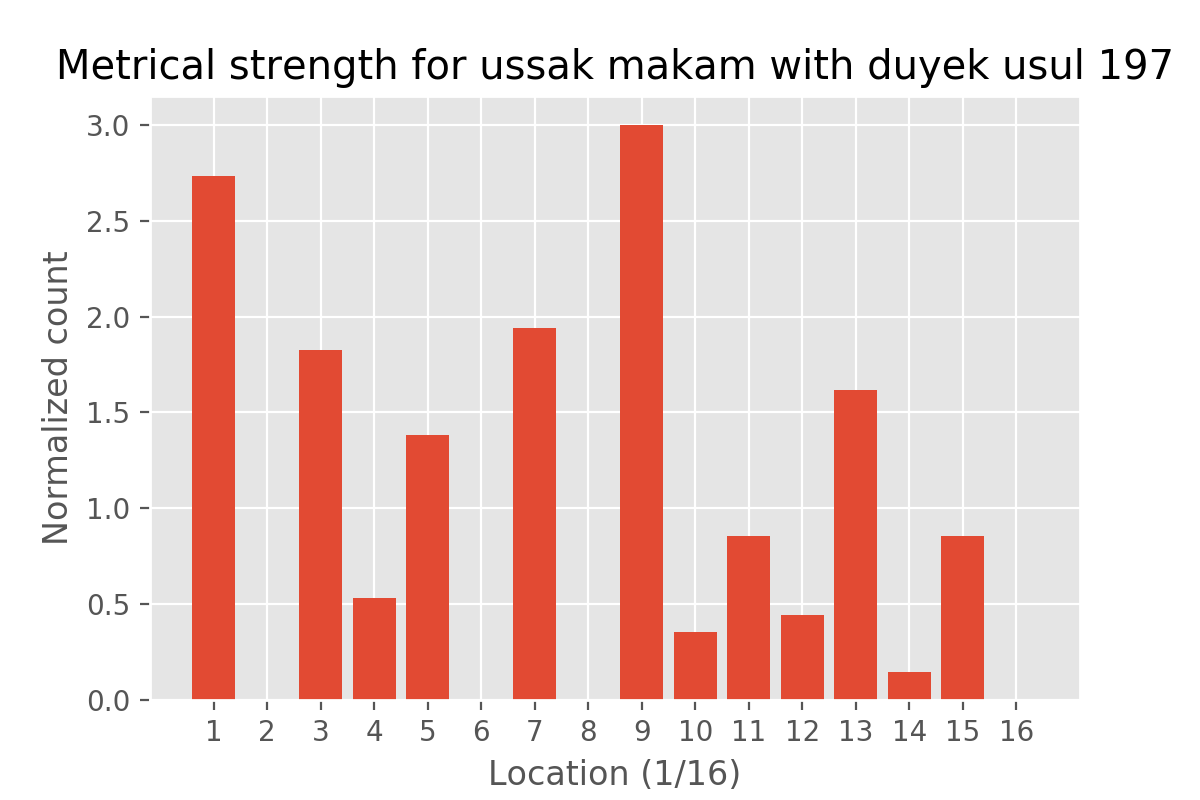 Metrical strength for ussak makam with duyek usul 197
3.0
2.5
2.0
1.5
1.0
0.5
0.0
Normalized count
1 2 3 4 5 6 7 8 9 10 11 12 13 14 15 16
Location (1/16)